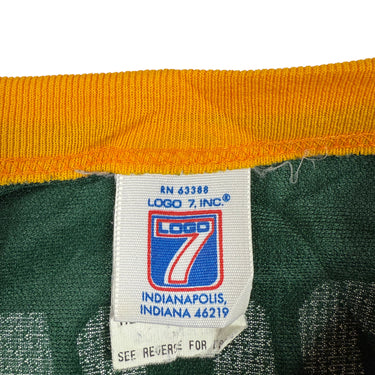 RN 63388
LOGO 7, INC.®
LOGO
7
INDIANAPOLIS,
INDIANA 46219
SEE REVERSE FOR